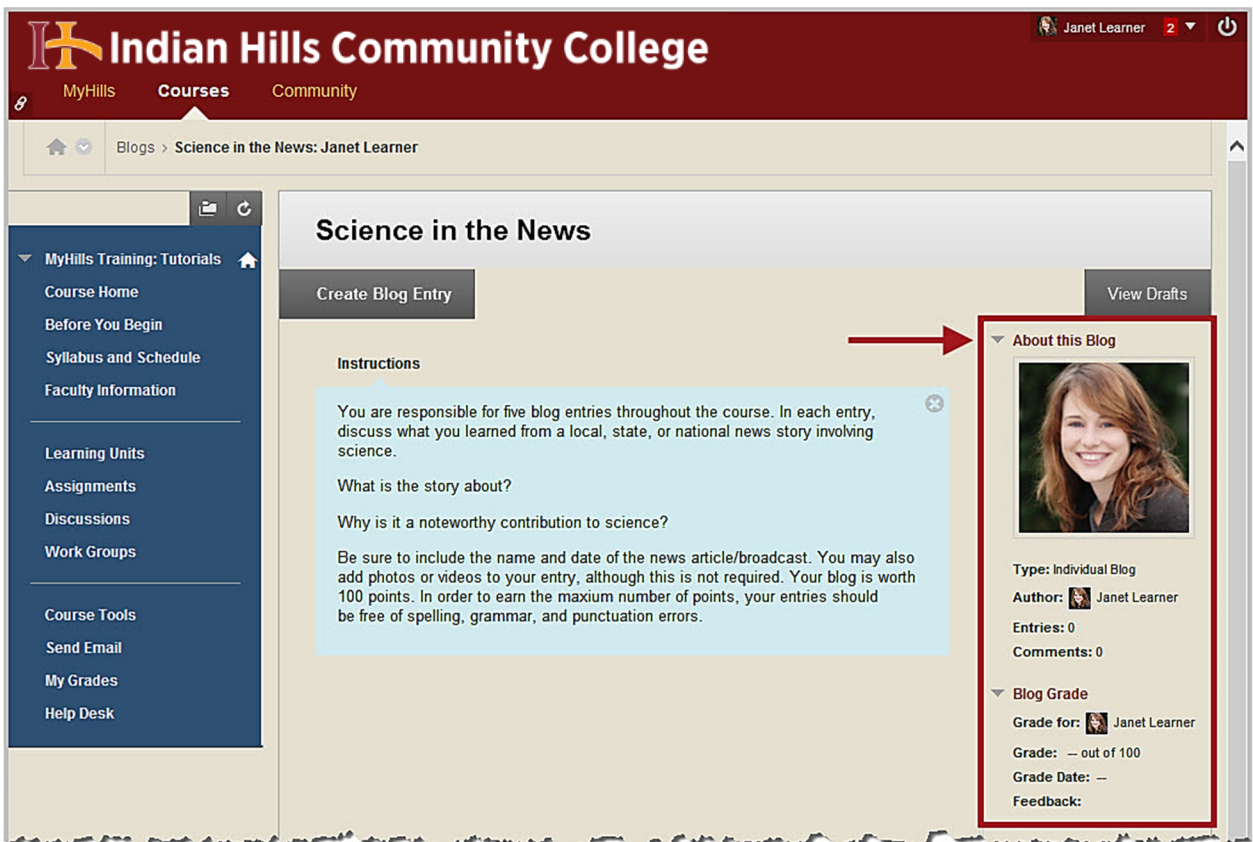 Indian Hills Community College
Janet Learner 2
MyHills Courses Community
Blogs > Science in the News: Janet Learner
Science in the News
MyHills Training: Tutorials
Course Home
Before You Begin
Syllabus and Schedule
Faculty Information
Learning Units
Assignments
Discussions
Work Groups
Course Tools
Send Email
My Grades
Help Desk
Create Blog Entry
View Drafts
Instructions
You are responsible for five blog entries throughout the course. In each entry,
discuss what you learned from a local, state, or national news story involving
science.
What is the story about?
Why is it a noteworthy contribution to science?
Be sure to include the name and date of the news article/broadcast. You may also
add photos or videos to your entry, although this is not required. Your blog is worth
100 points. In order to earn the maxium number of points, your entries should
be free of spelling, grammar, and punctuation errors.
About this Blog
Type: Individual Blog
Author: Janet Learner
Entries: 0
Comments: 0
Blog Grade
Grade for: Janet Learner
Grade: -- out of 100
Grade Date: --
Feedback: